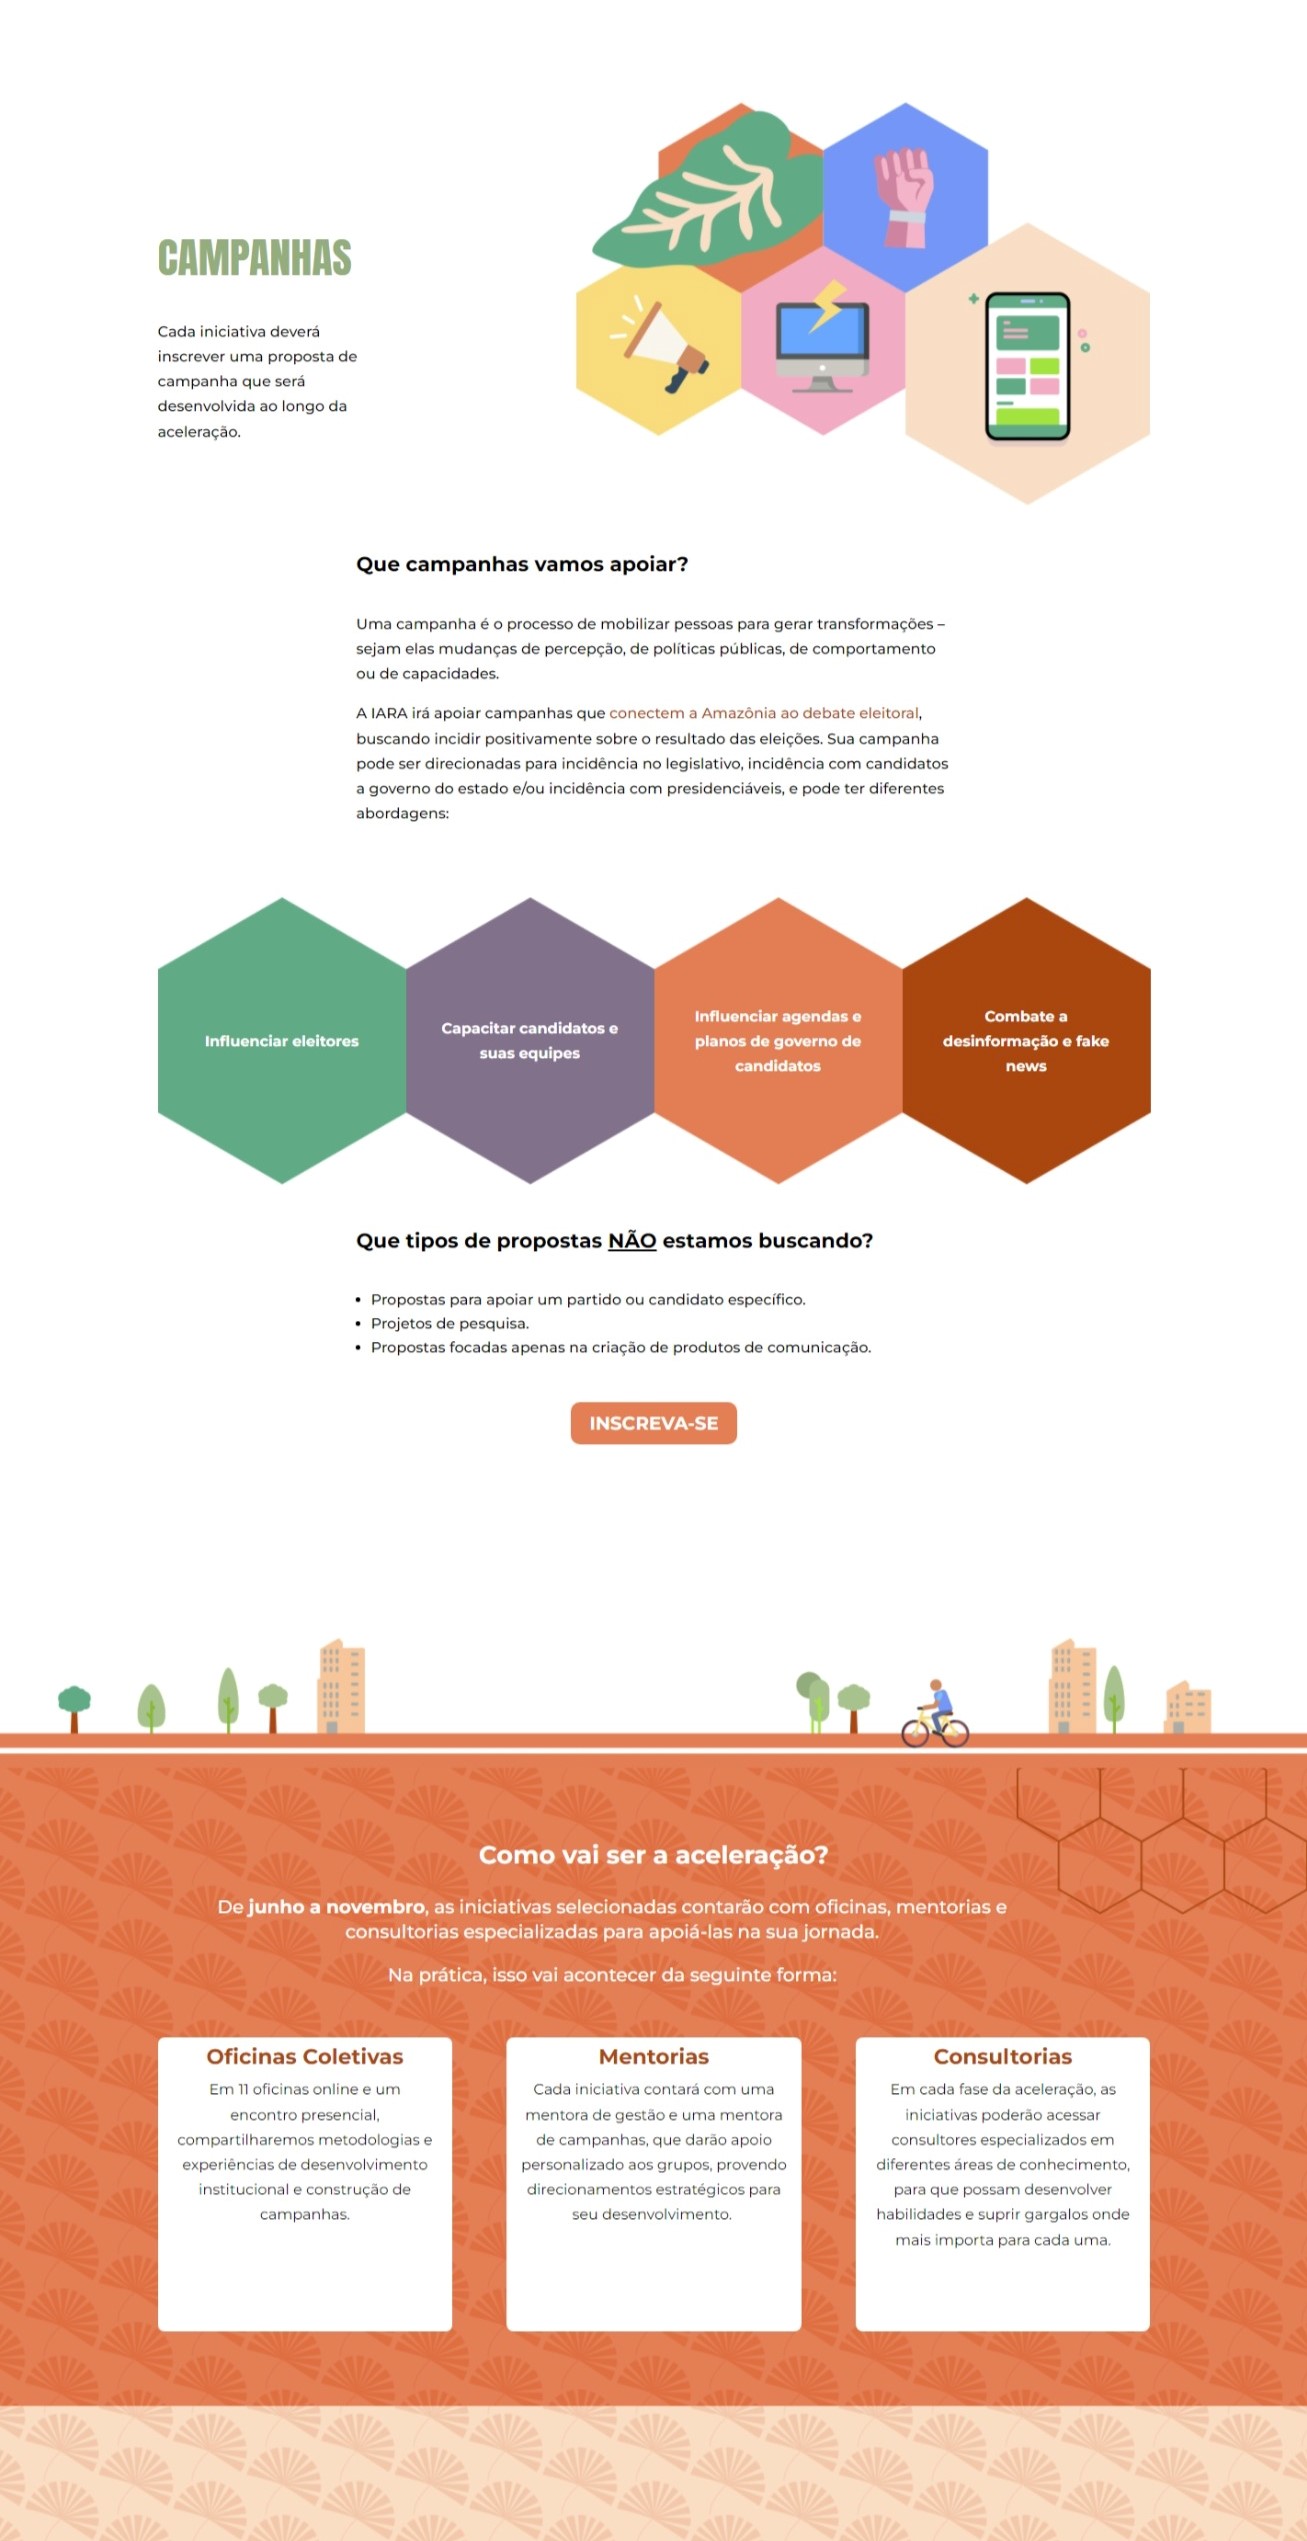 CAMPANHAS
Cada iniciativa deverá
inscrever uma proposta de
campanha que será
desenvolvida ao longo da
aceleração.
Que campanhas vamos apoiar?
Uma campanha é o processo de mobilizar pessoas para gerar transformações –
sejam elas mudanças de percepção, de políticas públicas, de comportamento
ou de capacidades.
A IARA irá apoiar campanhas que conectem a Amazônia ao debate eleitoral,
buscando incidir positivamente sobre o resultado das eleições. Sua campanha
pode ser direcionadas para incidência no legislativo, incidência com candidatos
a governo do estado e/ou incidência com presidenciáveis, e pode ter diferentes
abordagens:
Influenciar eleitores
Capacitar candidatos e
suas equipes
Influenciar agendas e
planos de governo de
candidatos
Combate a
desinformação e fake
news
Que tipos de propostas NÃO estamos buscando?
• Propostas para apoiar um partido ou candidato específico.
• Projetos de pesquisa.
• Propostas focadas apenas na criação de produtos de comunicação.
INSCREVA-SE
Como vai ser a aceleração?
De junho a novembro, as iniciativas selecionadas contarão com oficinas, mentorias e
consultorias especializadas para apoiá-las na sua jornada.
Na prática, isso vai acontecer da seguinte forma:
Oficinas Coletivas
Em 11 oficinas online e um
encontro presencial,
compartilharemos metodologias e
experiências de desenvolvimento
institucional e construção de
campanhas.
Mentorias
Cada iniciativa contará com uma
mentora de gestão e uma mentora
de campanhas, que darão apoio
personalizado aos grupos, provendo
direcionamentos estratégicos para
seu desenvolvimento.
Consultorias
Em cada fase da aceleração, as
iniciativas poderão acessar
consultores especializados em
diferentes áreas de conhecimento,
para que possam desenvolver
habilidades e suprir gargalos onde
mais importa para cada uma.